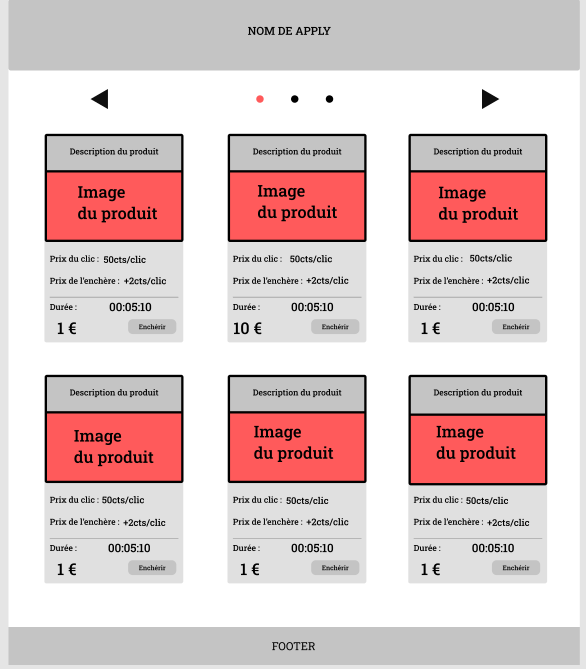 NOM DE APPLY
Description du produit
Image
du produit
Prix du clic : 50cts/clic
Prix de l'enchère : +2cts/clic
Durée : 00:05:10
1 € Enchérir
Description du produit
Image
du produit
Prix du clic : 50cts/clic
Prix de l'enchère : +2cts/clic
Durée : 00:05:10
10 € Enchérir
Description du produit
Image
du produit
Prix du clic : 50cts/clic
Prix de l'enchère : +2cts/clic
Durée : 00:05:10
1 € Enchérir
Description du produit
Image
du produit
Prix du clic : 50cts/clic
Prix de l'enchère : +2cts/clic
Durée : 00:05:10
1 € Enchérir
Description du produit
Image
du produit
Prix du clic : 50cts/clic
Prix de l'enchère : +2cts/clic
Durée : 00:05:10
1 € Enchérir
Description du produit
Image
du produit
Prix du clic : 50cts/clic
Prix de l'enchère : +2cts/clic
Durée : 00:05:10
1 € Enchérir
FOOTER